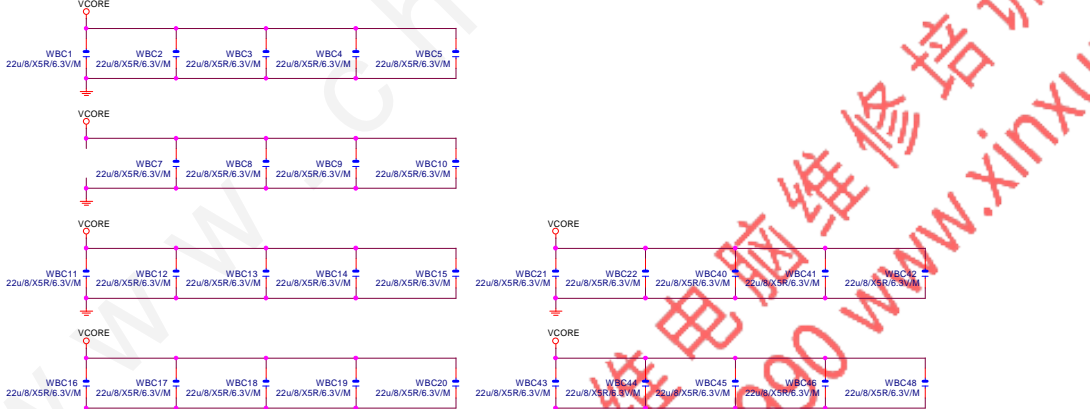 VCORE
WBC1 WBC2 WBC3 WBC4 WBC5
22u/8/X5R/6.3V/M 22u/8/X5R/6.3V/M 22u/8/X5R/6.3V/M 22u/8/X5R/6.3V/M 22u/8/X5R/6.3V/M
VCORE
WBC7 WBC8 WBC9 WBC10
22u/8/X5R/6.3V/M 22u/8/X5R/6.3V/M 22u/8/X5R/6.3V/M 22u/8/X5R/6.3V/M
VCORE VCORE
WBC11 WBC12 WBC13 WBC14 WBC15 WBC21 WBC22 WBC40 WBC41 WBC42
22u/8/X5R/6.3V/M 22u/8/X5R/6.3V/M 22u/8/X5R/6.3V/M 22u/8/X5R/6.3V/M 22u/8/X5R/6.3V/M 22u/8/X5R/6.3V/M 22u/8/X5R/6.3V/M 22u/8/X5R/6.3V/M 22u/8/X5R/6.3V/M 22u/8/X5R/6.3V/M
VCORE VCORE
WBC16 WBC17 WBC18 WBC19 WBC20 WBC43 WBC44 WBC45 WBC46 WBC48
22u/8/X5R/6.3V/M 22u/8/X5R/6.3V/M 22u/8/X5R/6.3V/M 22u/8/X5R/6.3V/M 22u/8/X5R/6.3V/M 22u/8/X5R/6.3V/M 22u/8/X5R/6.3V/M 22u/8/X5R/6.3V/M 22u/8/X5R/6.3V/M 22u/8/X5R/6.3V/M
维电脑维修培
990 www.xinxu
www.ch